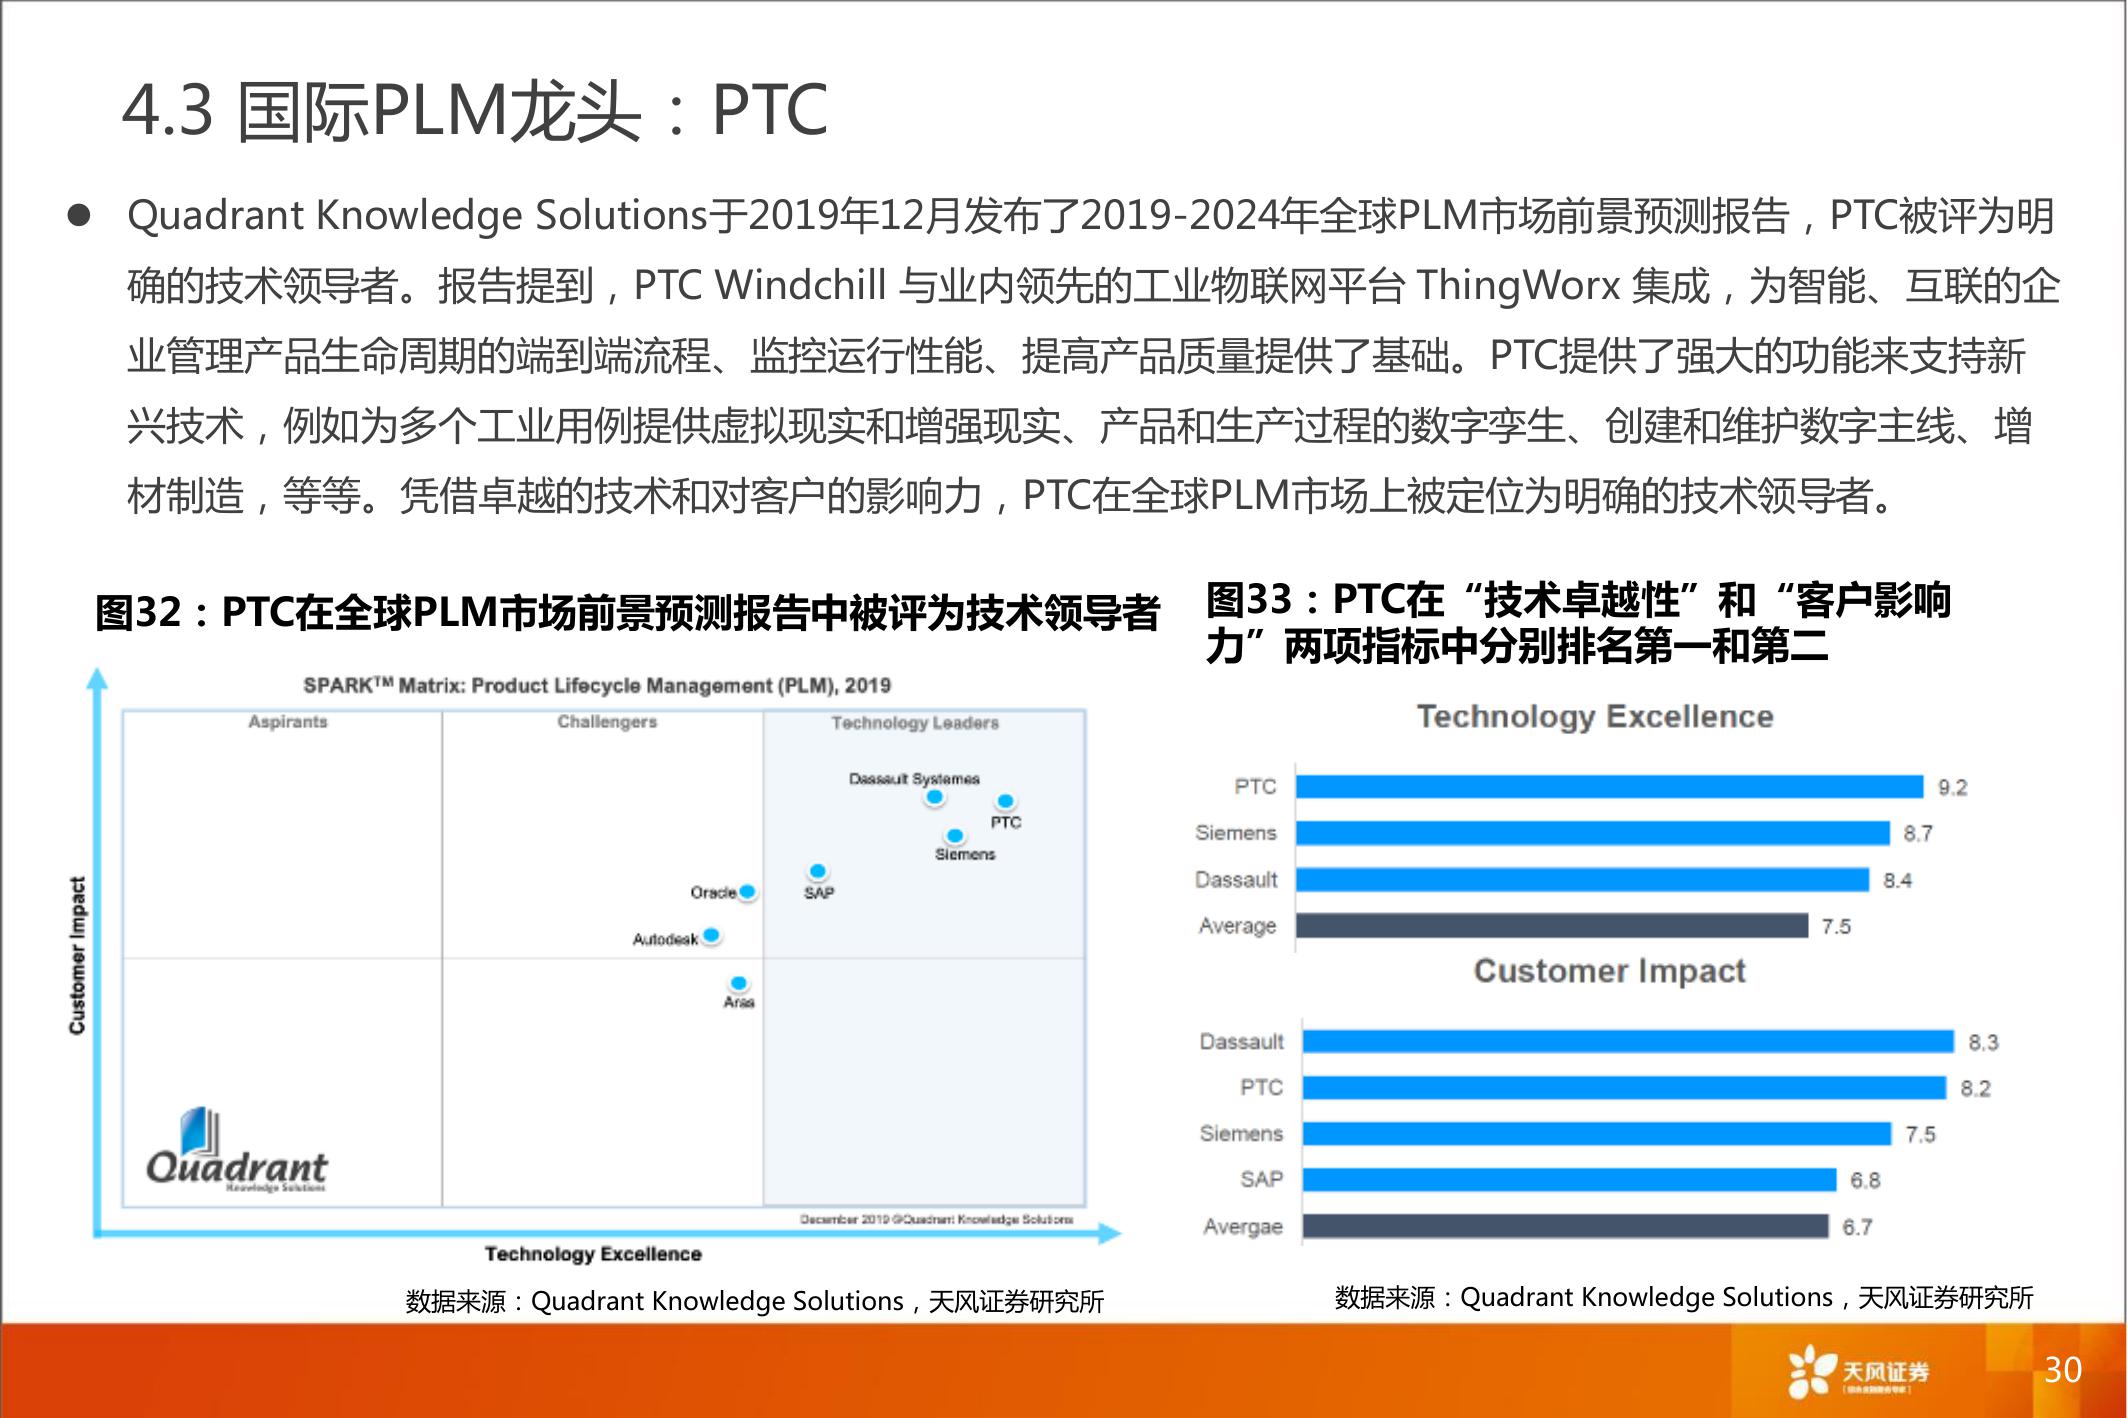 4.3 国际PLM龙头：PTC
● Quadrant Knowledge Solutions于2019年12月发布了2019-2024年全球PLM市场前景预测报告，PTC被评为明
确的技术领导者。报告提到，PTC Windchill 与业内领先的工业物联网平台 ThingWorx 集成，为智能、互联的企
业管理产品生命周期的端到端流程、监控运行性能、提高产品质量提供了基础。PTC提供了强大的功能来支持新
兴技术，例如为多个工业用例提供虚拟现实和增强现实、产品和生产过程的数字孪生、创建和维护数字主线、增
材制造，等等。凭借卓越的技术和对客户的影响力，PTC在全球PLM市场上被定位为明确的技术领导者。
图32：PTC在全球PLM市场前景预测报告中被评为技术领导者
SPARK™ Matrix: Product Lifecycle Management (PLM), 2019
Aspirants
Challengers
Technology Leaders
Dassault Systemes
PTC
Siemens
SAP
Oracle
Autodesk
Aras
Customer Impact
Quadrant
Knowledge Solutions
December 2019 ©Quadrant Knowledge Solutions
Technology Excellence
数据来源：Quadrant Knowledge Solutions，天风证券研究所
图33：PTC在“技术卓越性”和“客户影响
力”两项指标中分别排名第一和第二
Technology Excellence
PTC 9.2
Siemens 8.7
Dassault 8.4
Average 7.5
Customer Impact
Dassault 8.3
PTC 8.2
Siemens 7.5
SAP 6.8
Avergae 6.7
数据来源：Quadrant Knowledge Solutions，天风证券研究所
天风证券
30